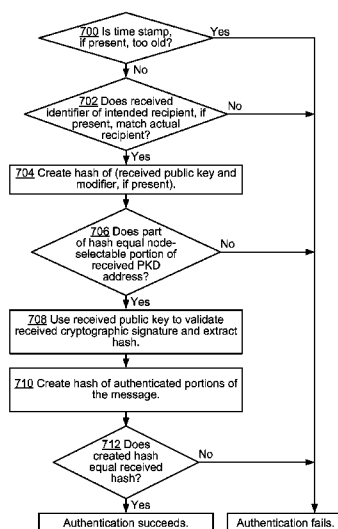 700 Is time stamp,
if present, too old?
Yes
No
702 Does received
identifier of intended recipient, if
present, match actual
recipient?
No
Yes
704 Create hash of (received public key and
modifier, if present).
706 Does part
of hash equal node-
selectable portion of
received PKD
address?
No
Yes
708 Use received public key to validate
received cryptographic signature and extract
hash.
710 Create hash of authenticated portions of
the message.
712 Does
created hash
equal received
hash?
No
Yes
Authentication succeeds.
Authentication fails.